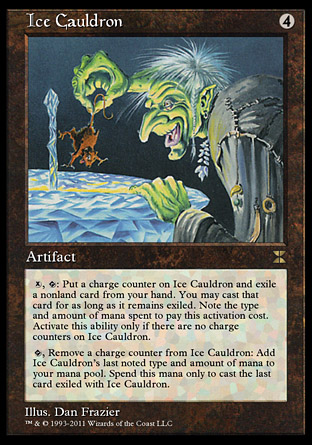 Ice Cauldron 4
Artifact
X, T: Put a charge counter on Ice Cauldron and exile
a nonland card from your hand. You may cast that
card for as long as it remains exiled. Note the type
and amount of mana spent to pay this activation cost.
Activate this ability only if there are no charge
counters on Ice Cauldron.
T, Remove a charge counter from Ice Cauldron: Add
Ice Cauldron's last noted type and amount of mana to
your mana pool. Spend this mana only to cast the last
card exiled with Ice Cauldron.
Illus. Dan Frazier
™ & © 1993-2011 Wizards of the Coast LLC